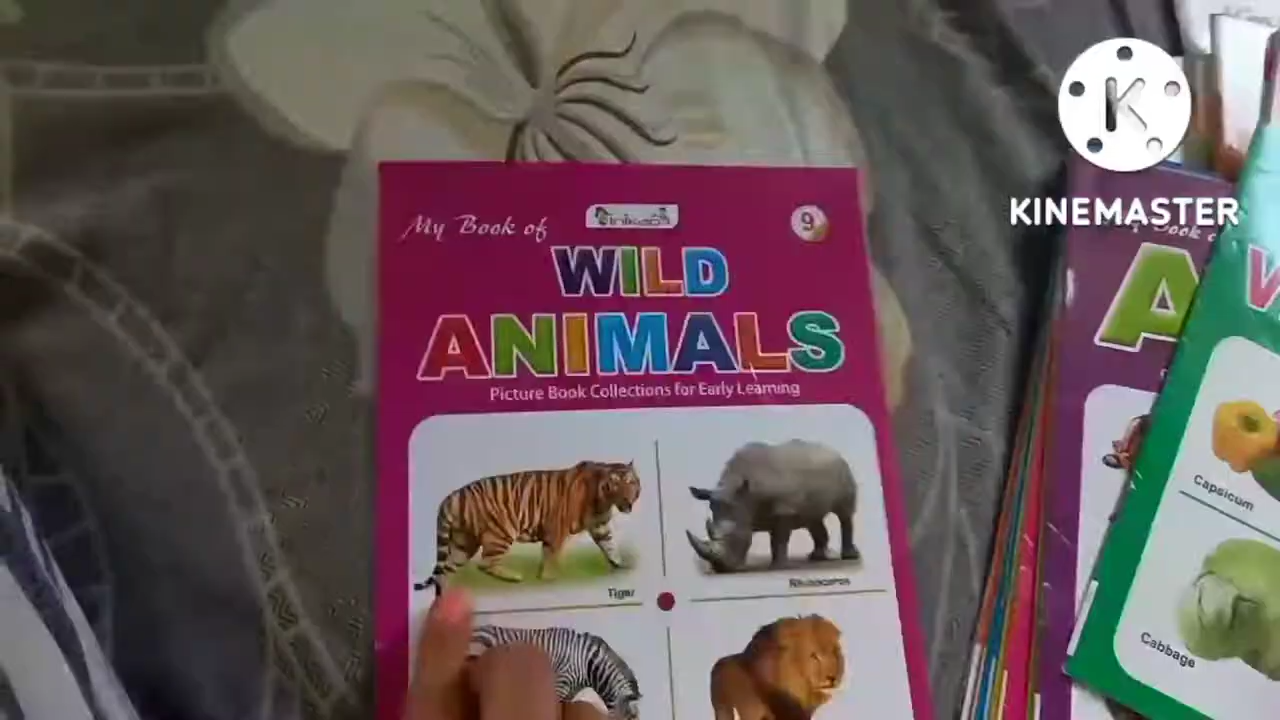 My Book of
9
WILD
ANIMALS
Picture Book Collections for Early Learning
Tiger
Rhinoceros
K
KINEMASTER
A
Capsicum
Cabbage